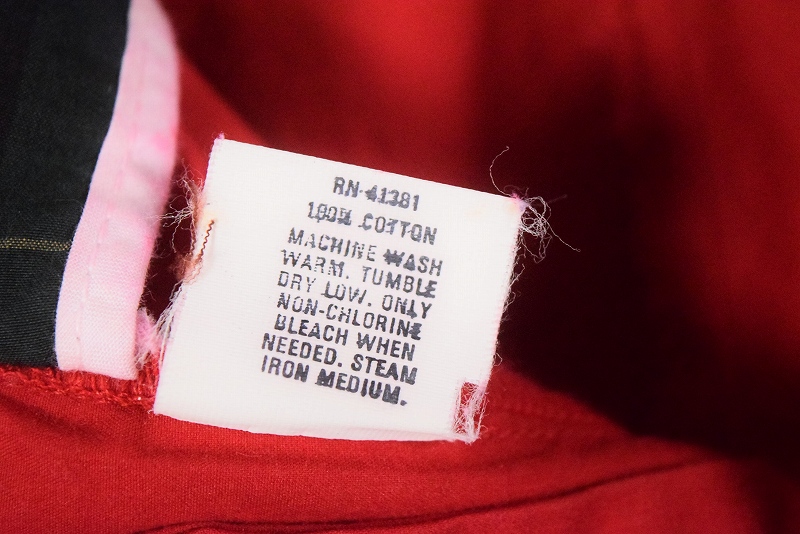 RN-41381
100% COTTON
MACHINE WASH
WARM. TUMBLE
DRY LOW. ONLY
NON-CHLORINE
BLEACH WHEN
NEEDED. STEAM
IRON MEDIUM.